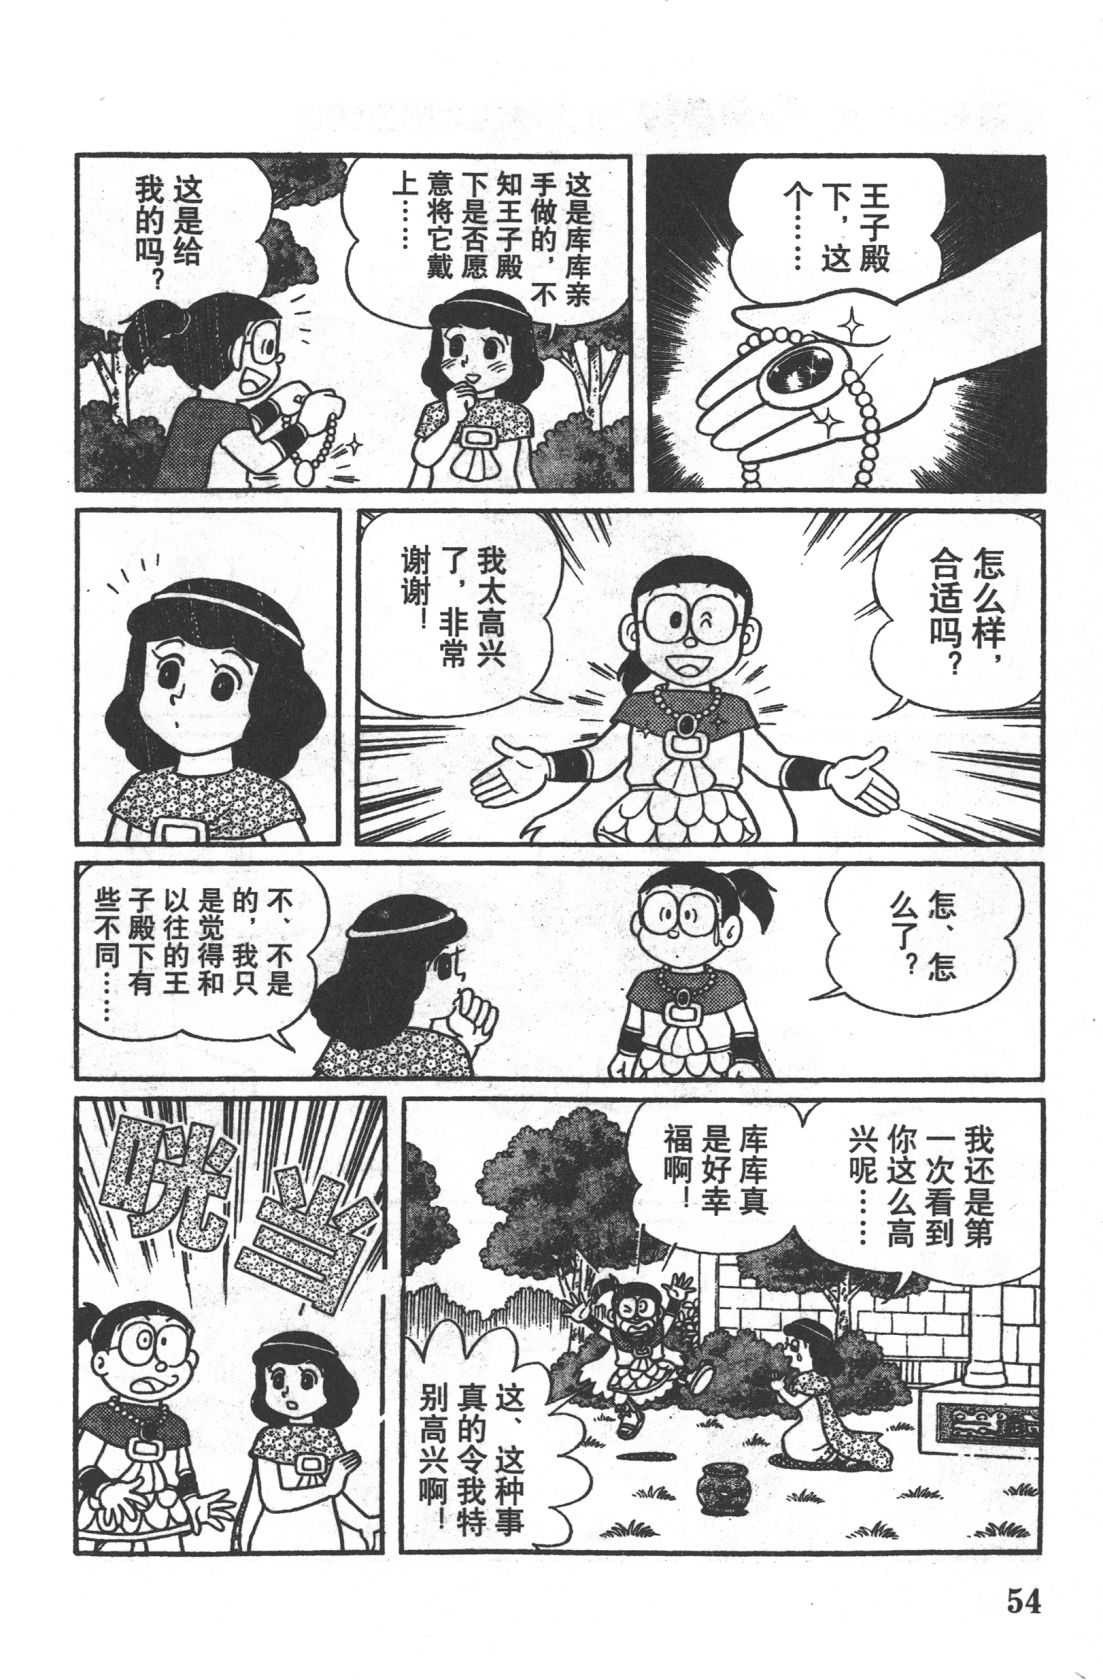 王子殿
下，这
个……
这是库库亲
手做的，不
知王子殿
下是否愿
意将它戴
上……
这是给
我的吗？
怎么样，
合适吗？
我太高兴
了，非常
谢谢！
怎、怎
么了？
不、不是
的，我只
是觉得和
以往的王
子殿下有
些不同……
我还是第
一次看到
你这么高
兴呢……
库库真
是好幸
福啊！
这、这种事
真的令我特
别高兴啊！
咣当
54